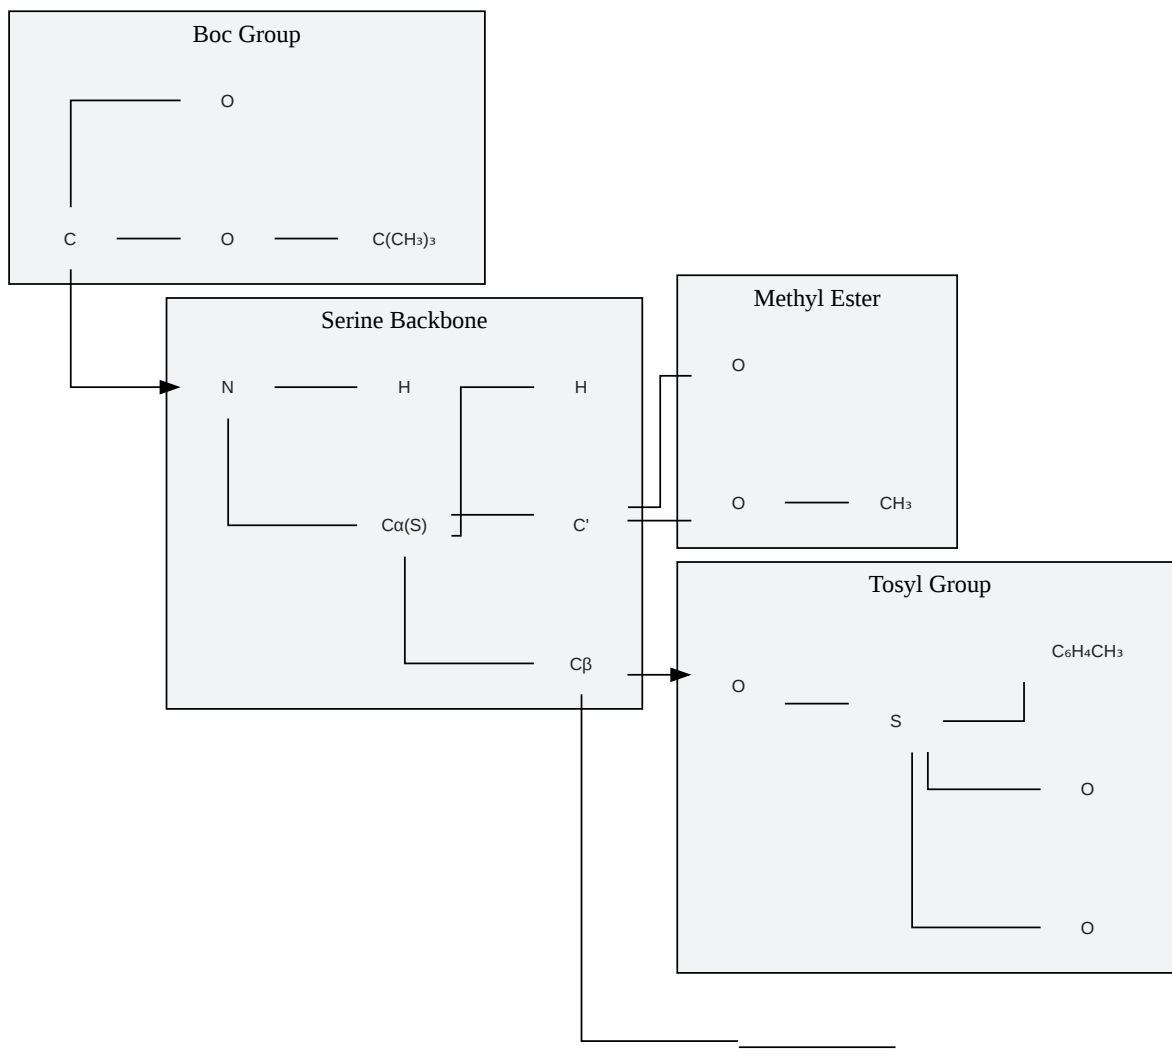 Boc Group
O
C
O
C(CH₃)₃
Serine Backbone
N
H
H
Cα(S)
C'
Cβ
Methyl Ester
O
O
CH₃
Tosyl Group
C₆H₄CH₃
O
S
O
O